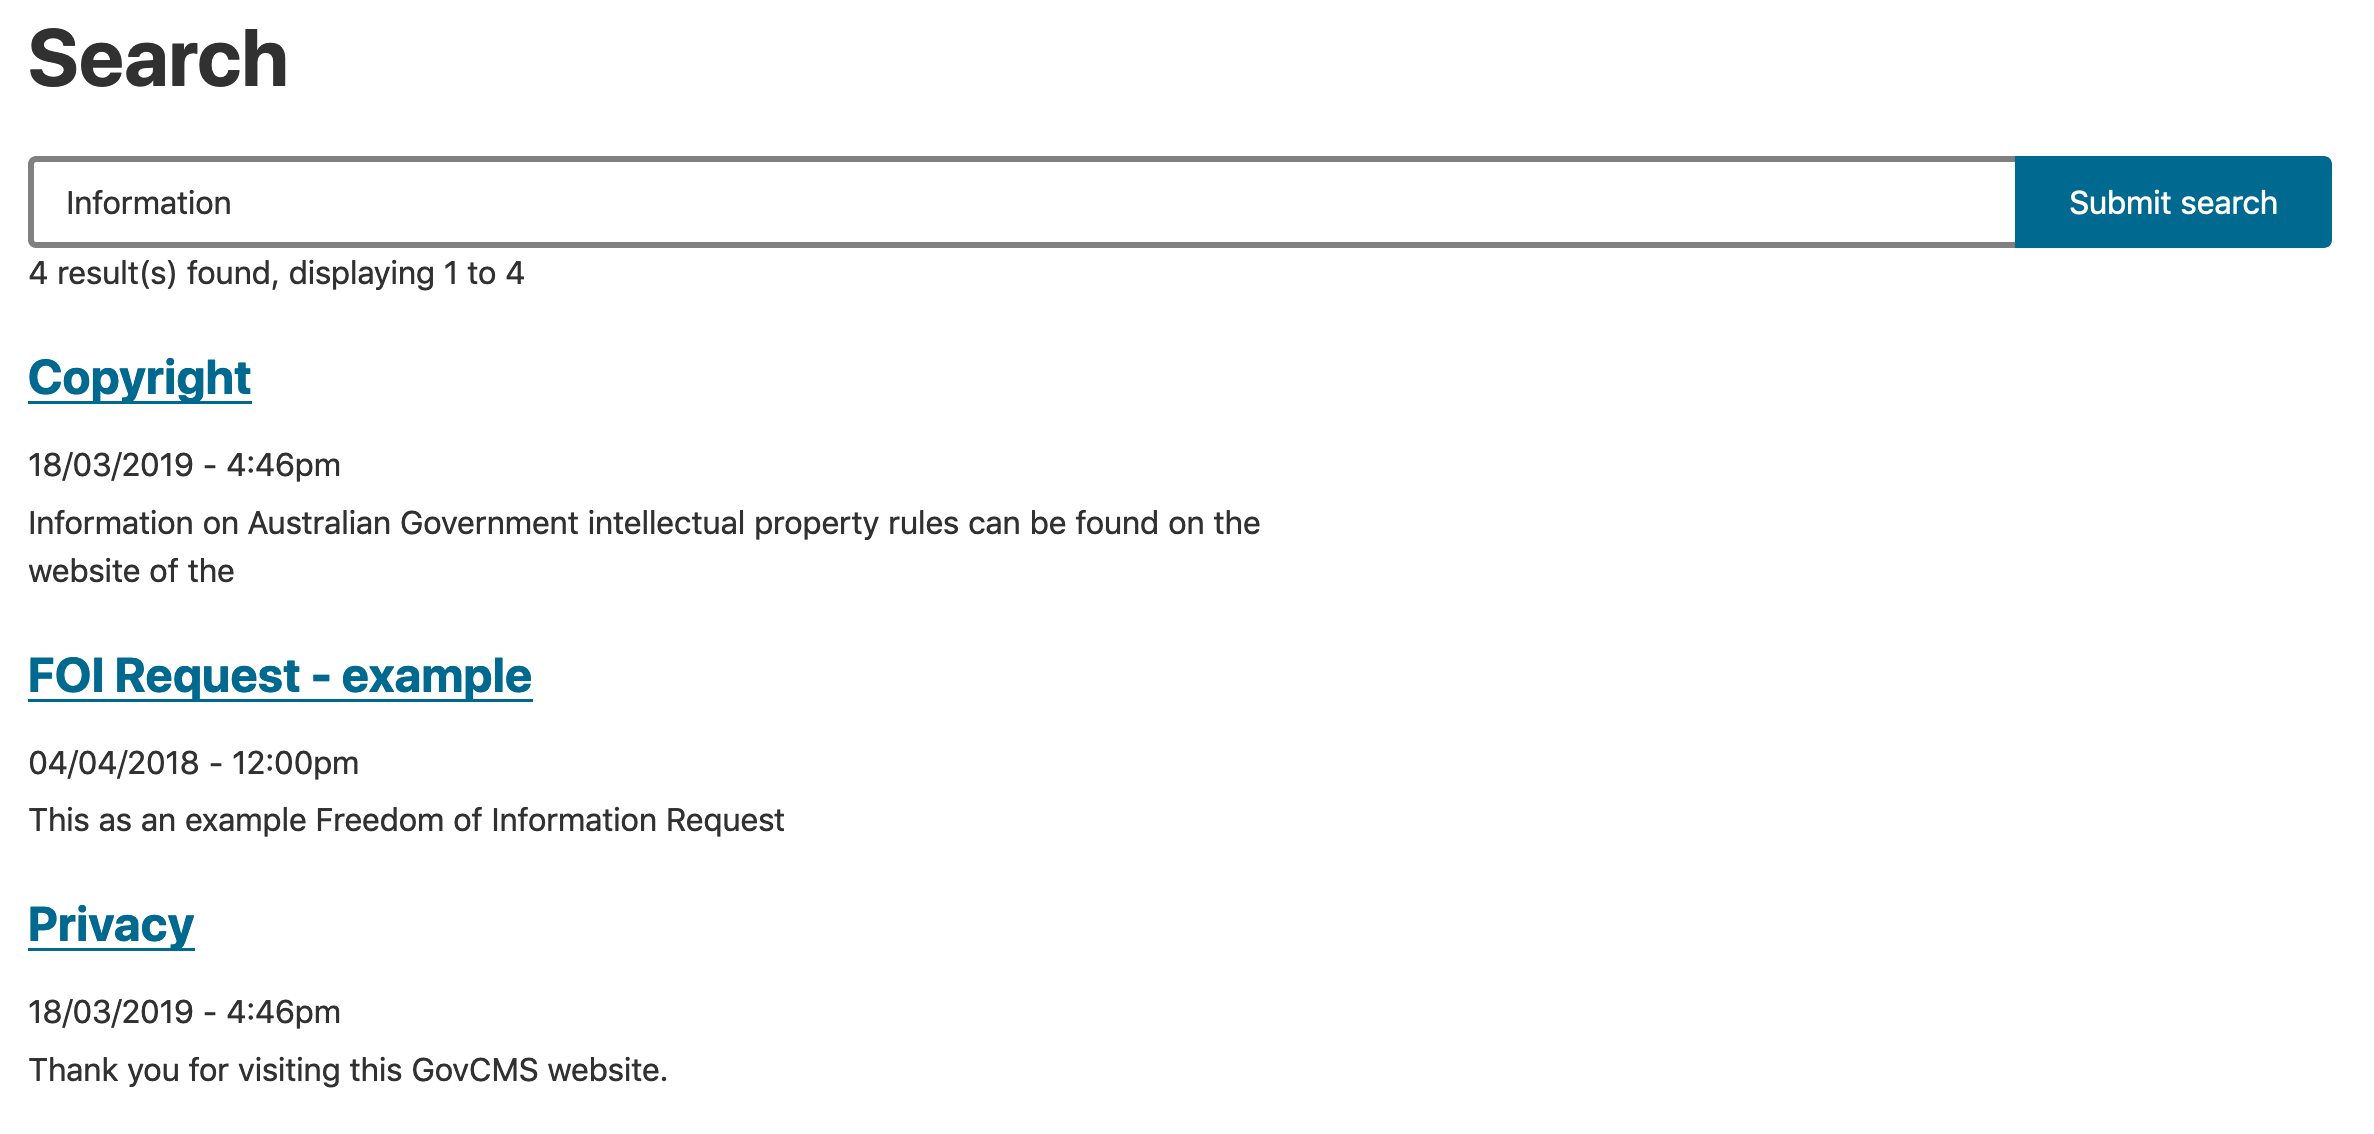 Search
Information
Submit search
4 result(s) found, displaying 1 to 4
Copyright
18/03/2019 - 4:46pm
Information on Australian Government intellectual property rules can be found on the
website of the
FOI Request - example
04/04/2018 - 12:00pm
This as an example Freedom of Information Request
Privacy
18/03/2019 - 4:46pm
Thank you for visiting this GovCMS website.